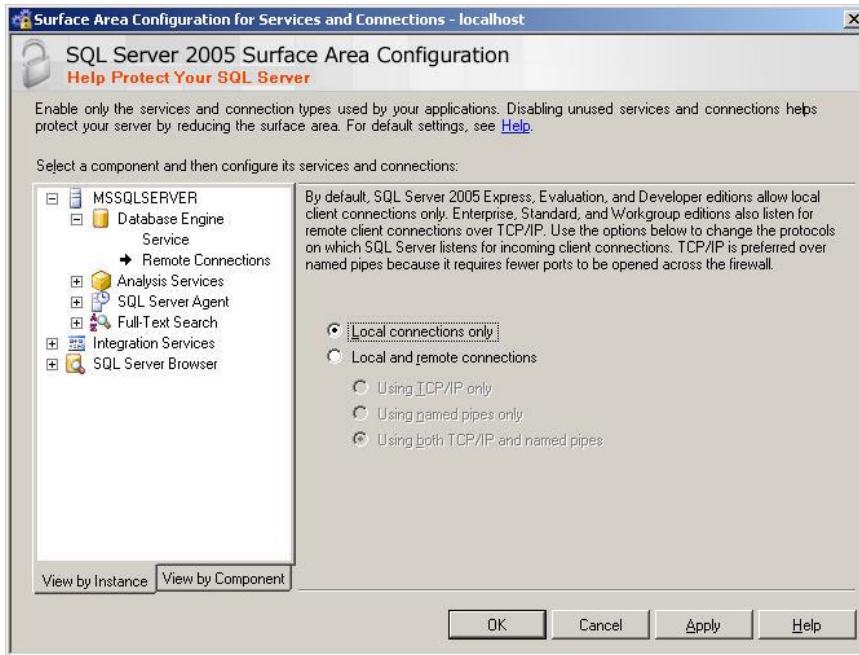 Surface Area Configuration for Services and Connections - localhost
SQL Server 2005 Surface Area Configuration
Help Protect Your SQL Server
Enable only the services and connection types used by your applications. Disabling unused services and connections helps
protect your server by reducing the surface area. For default settings, see Help.
Select a component and then configure its services and connections:
MSSQLSERVER
Database Engine
Service
Remote Connections
Analysis Services
SQL Server Agent
Full-Text Search
Integration Services
SQL Server Browser
View by Instance
View by Component
By default, SQL Server 2005 Express, Evaluation, and Developer editions allow local
client connections only. Enterprise, Standard, and Workgroup editions also listen for
remote client connections over TCP/IP. Use the options below to change the protocols
on which SQL Server listens for incoming client connections. TCP/IP is preferred over
named pipes because it requires fewer ports to be opened across the firewall.
Local connections only
Local and remote connections
Using TCP/IP only
Using named pipes only
Using both TCP/IP and named pipes
OK
Cancel
Apply
Help